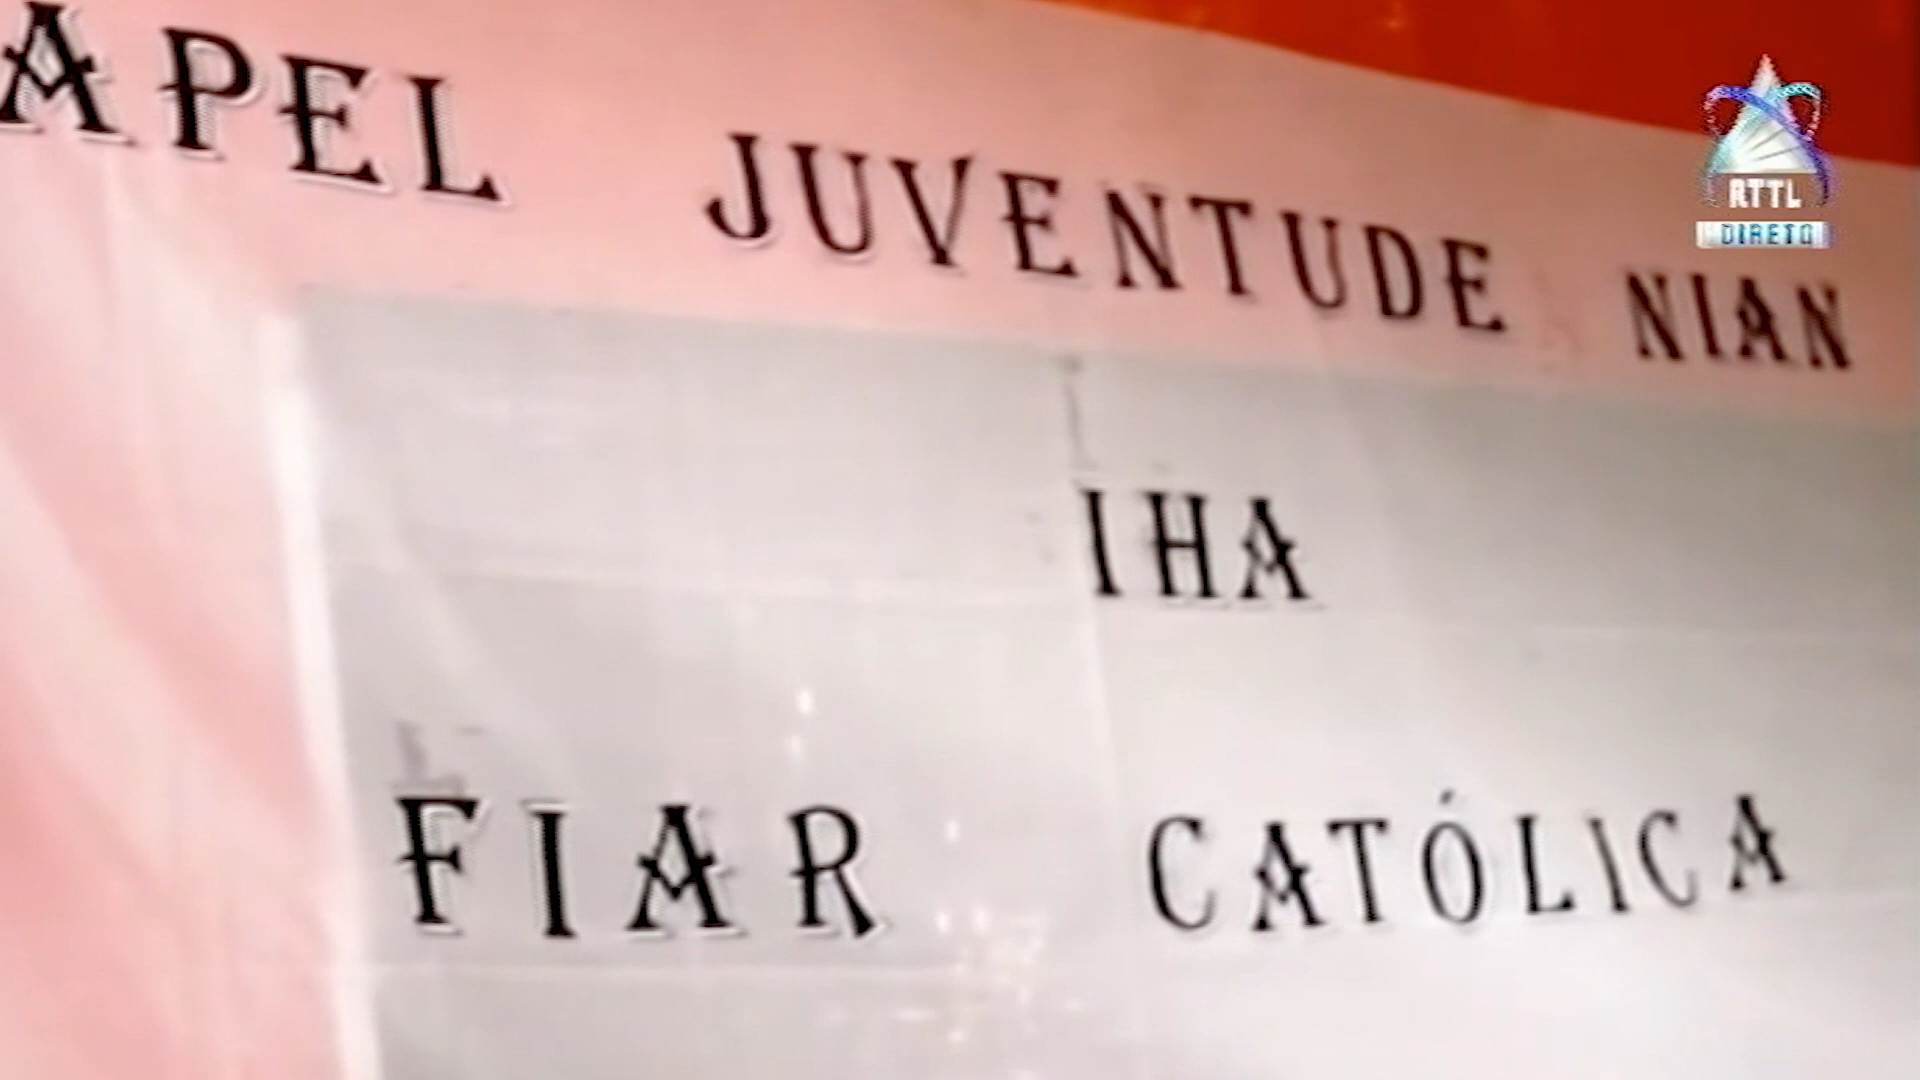 APEL JUVENTUDE NIAN
IHA
FIAR CATÓLICA
RTTL
DIRETO